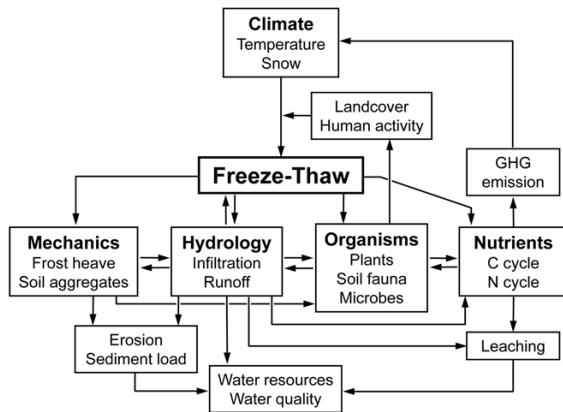 Climate
Temperature
Snow
Landcover
Human activity
Freeze-Thaw
GHG
emission
Mechanics
Frost heave
Soil aggregates
Hydrology
Infiltration
Runoff
Organisms
Plants
Soil fauna
Microbes
Nutrients
C cycle
N cycle
Erosion
Sediment load
Leaching
Water resources
Water quality